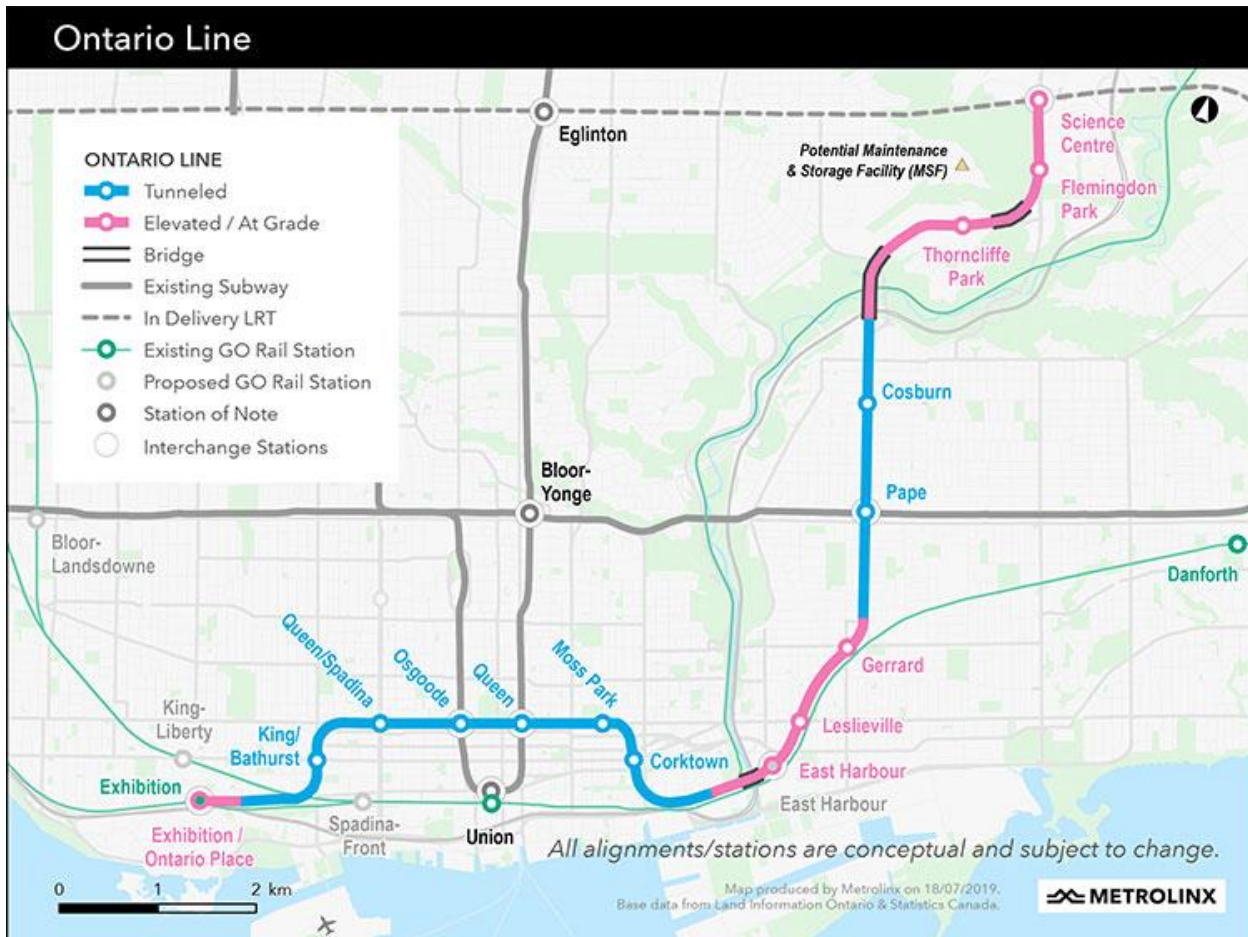 Ontario Line
ONTARIO LINE
Tunneled
Elevated / At Grade
Bridge
Existing Subway
In Delivery LRT
Existing GO Rail Station
Proposed GO Rail Station
Station of Note
Interchange Stations
Eglinton
Potential Maintenance
& Storage Facility (MSF)
Science
Centre
Flemingdon
Park
Thorncliffe
Park
Cosburn
Bloor-
Yonge
Pape
Bloor-
Landsdowne
Danforth
Queen/Spadina
Osgoode
Queen
Moss Park
Gerrard
King-
Liberty
King/
Bathurst
Leslieville
Corktown
East Harbour
Exhibition
East Harbour
Exhibition /
Ontario Place
Spadina-
Front
Union
All alignments/stations are conceptual and subject to change.
0 1 2 km
Map produced by Metrolinx on 18/07/2019.
Base data from Land Information Ontario & Statistics Canada.
METROLINX